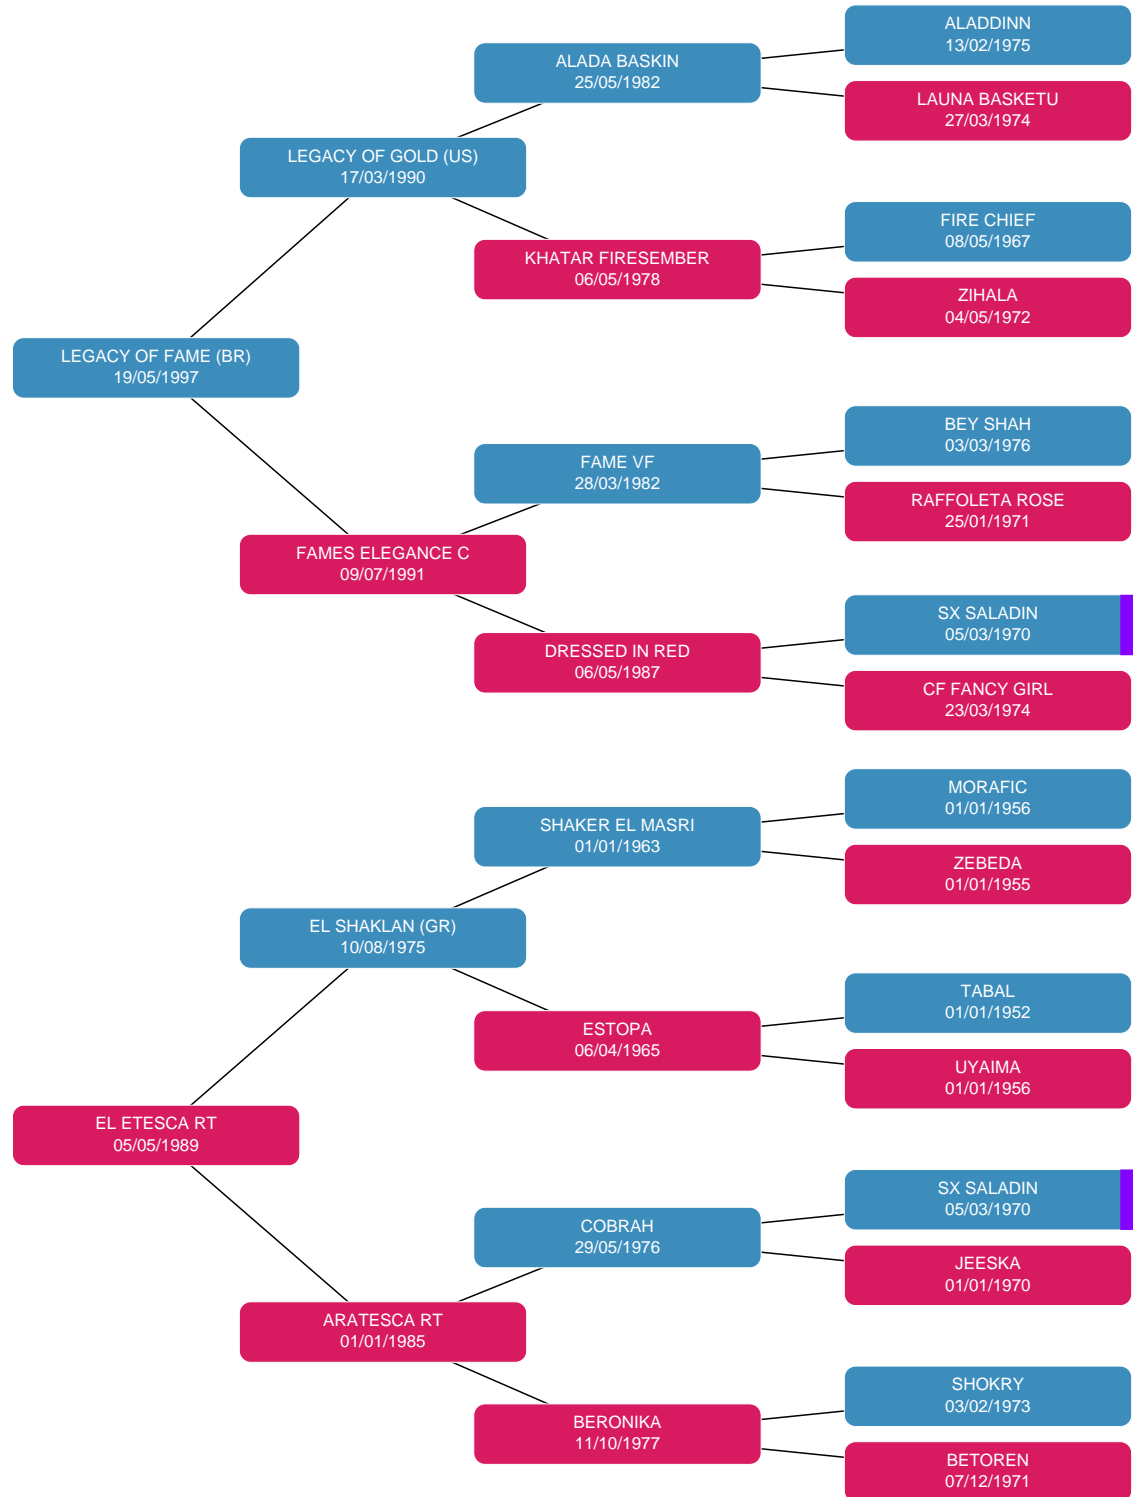 ALADDINN
13/02/1975
ALADA BASKIN
25/05/1982
LAUNA BASKETU
27/03/1974
LEGACY OF GOLD (US)
17/03/1990
FIRE CHIEF
08/05/1967
KHATAR FIRESEMBER
06/05/1978
ZIHALA
04/05/1972
LEGACY OF FAME (BR)
19/05/1997
BEY SHAH
03/03/1976
FAME VF
28/03/1982
RAFFOLETA ROSE
25/01/1971
FAMES ELEGANCE C
09/07/1991
SX SALADIN
05/03/1970
DRESSED IN RED
06/05/1987
CF FANCY GIRL
23/03/1974
MORAFIC
01/01/1956
SHAKER EL MASRI
01/01/1963
ZEBEDA
01/01/1955
EL SHAKLAN (GR)
10/08/1975
TABAL
01/01/1952
ESTOPA
06/04/1965
UYAIMA
01/01/1956
EL ETESCA RT
05/05/1989
SX SALADIN
05/03/1970
COBRAH
29/05/1976
JEESKA
01/01/1970
ARATESCA RT
01/01/1985
SHOKRY
03/02/1973
BERONIKA
11/10/1977
BETOREN
07/12/1971